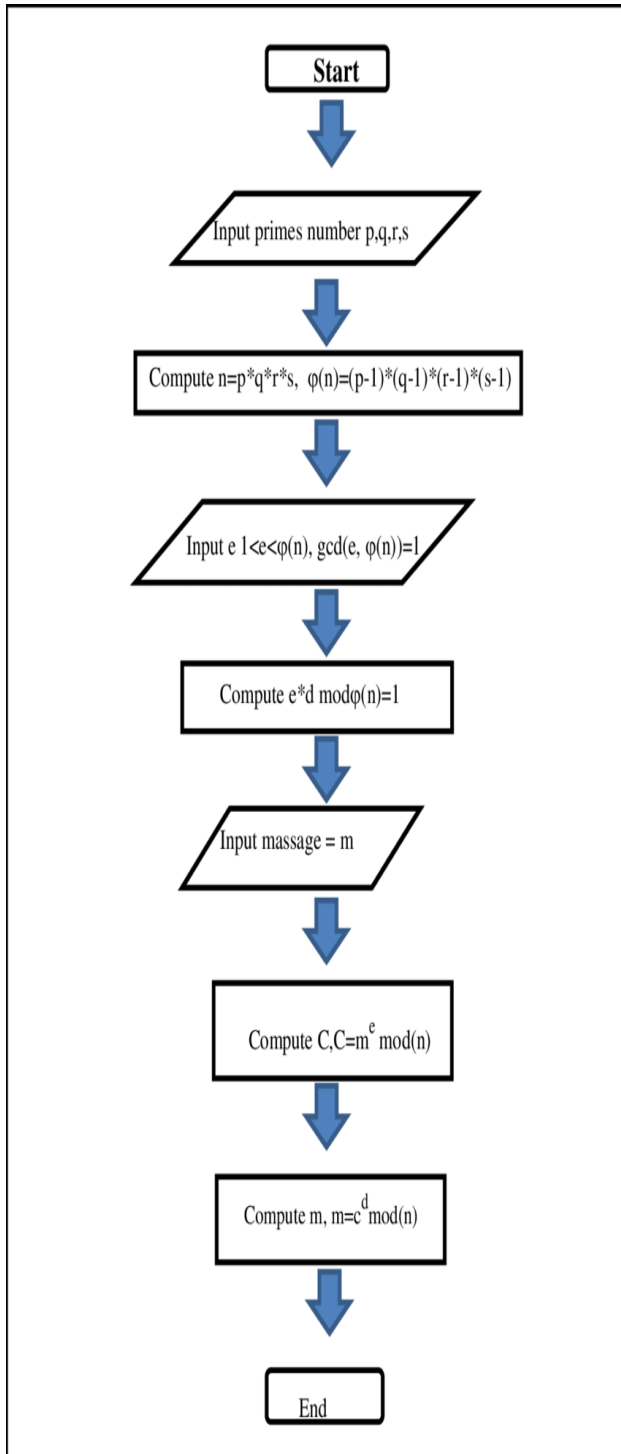 Start
Input primes number p,q,r,s
Compute n=p*q*r*s, φ(n)=(p-1)*(q-1)*(r-1)*(s-1)
Input e 1<e<φ(n), gcd(e, φ(n))=1
Compute e*d modφ(n)=1
Input massage = m
Compute C,C=m^e mod(n)
Compute m, m=c^d mod(n)
End